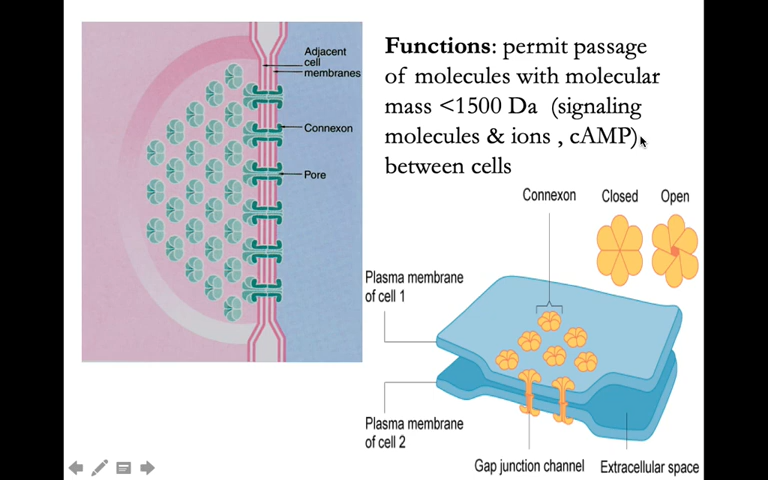 Adjacent
cell
membranes
Connexon
Pore
Functions: permit passage
of molecules with molecular
mass <1500 Da (signaling
molecules & ions , cAMP)
between cells
Connexon
Closed
Open
Plasma membrane
of cell 1
Plasma membrane
of cell 2
Gap junction channel
Extracellular space